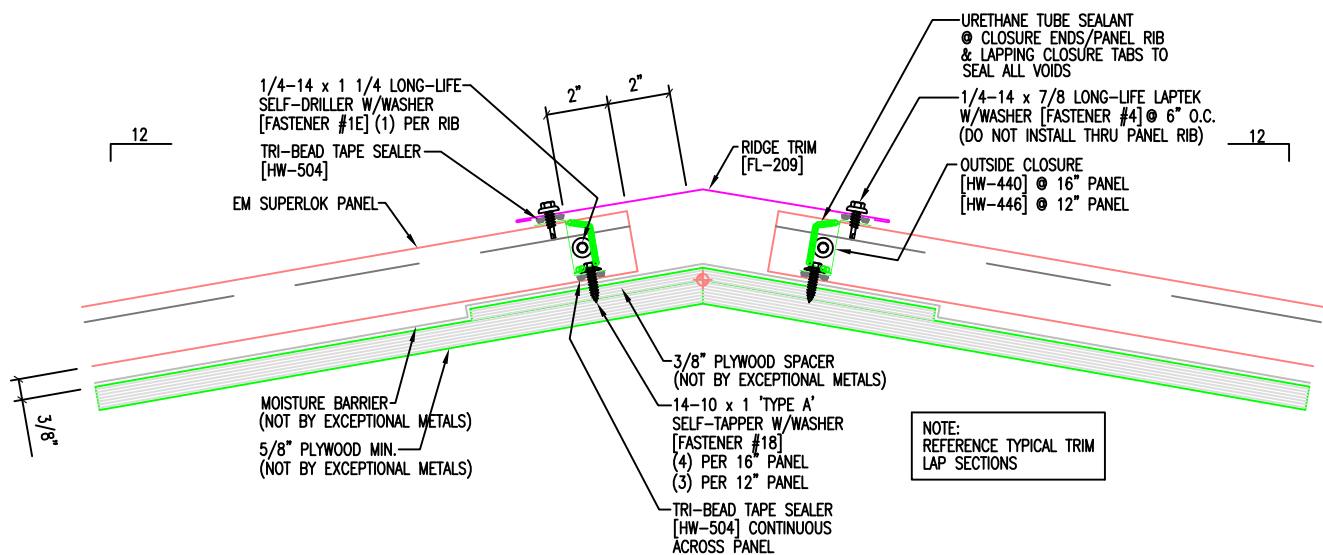 URETHANE TUBE SEALANT
@ CLOSURE ENDS/PANEL RIB
& LAPPING CLOSURE TABS TO
SEAL ALL VOIDS
1/4-14 x 1 1/4 LONG-LIFE
SELF-DRILLER W/WASHER
[FASTENER #1E] (1) PER RIB
2"
2"
1/4-14 x 7/8 LONG-LIFE LAPTEK
W/WASHER [FASTENER #4] @ 6" O.C.
(DO NOT INSTALL THRU PANEL RIB)
12
12
TRI-BEAD TAPE SEALER
[HW-504]
RIDGE TRIM
[FL-209]
OUTSIDE CLOSURE
[HW-440] @ 16" PANEL
[HW-446] @ 12" PANEL
EM SUPERLOK PANEL
3/8" PLYWOOD SPACER
(NOT BY EXCEPTIONAL METALS)
3/8"
MOISTURE BARRIER
(NOT BY EXCEPTIONAL METALS)
5/8" PLYWOOD MIN.
(NOT BY EXCEPTIONAL METALS)
14-10 x 1 'TYPE A'
SELF-TAPPER W/WASHER
[FASTENER #18]
(4) PER 16" PANEL
(3) PER 12" PANEL
NOTE:
REFERENCE TYPICAL TRIM
LAP SECTIONS
TRI-BEAD TAPE SEALER
[HW-504] CONTINUOUS
ACROSS PANEL